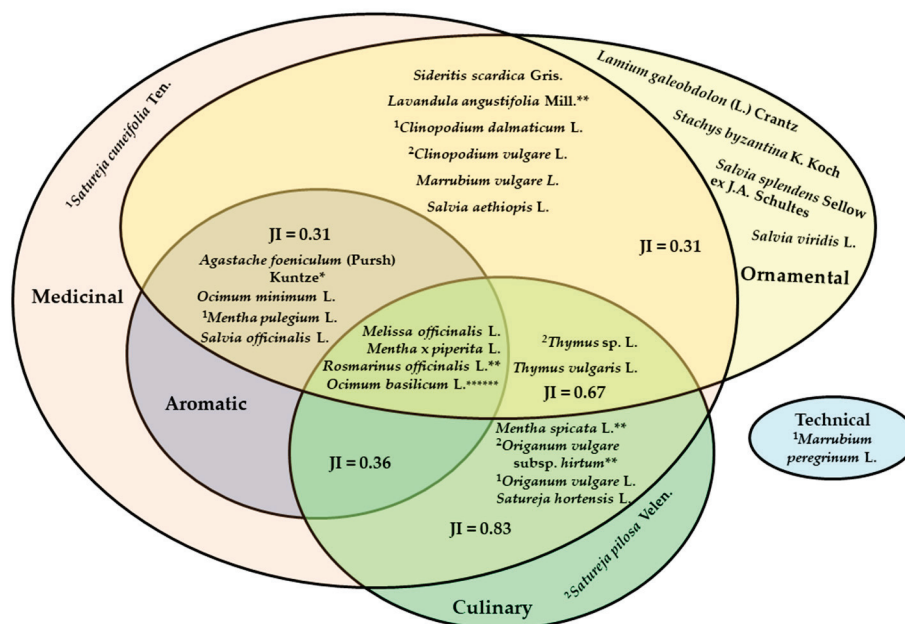 Sideritis scardica Gris.
Lavandula angustifolia Mill.**
¹Clinopodium dalmaticum L.
²Clinopodium vulgare L.
Marrubium vulgare L.
Salvia aethiopis L.
Lamium galeobdolon (L.) Crantz
Stachys byzantina K. Koch
Salvia splendens Sellow
ex J.A. Schultes
Salvia viridis L.
Ornamental
JI = 0.31
¹Satureja cuneifolia Ten.
Medicinal
JI = 0.31
Agastache foeniculum (Pursh)
Kuntze*
Ocimum minimum L.
¹Mentha pulegium L.
Salvia officinalis L.
Melissa officinalis L.
Mentha x piperita L.
Rosmarinus officinalis L.**
Ocimum basilicum L.******
²Thymus sp. L.
Thymus vulgaris L.
JI = 0.67
Aromatic
JI = 0.36
Mentha spicata L.**
²Origanum vulgare
subsp. hirtum**
¹Origanum vulgare L.
Satureja hortensis L.
JI = 0.83
²Satureja pilosa Velen.
Culinary
Technical
¹Marrubium
peregrinum L.